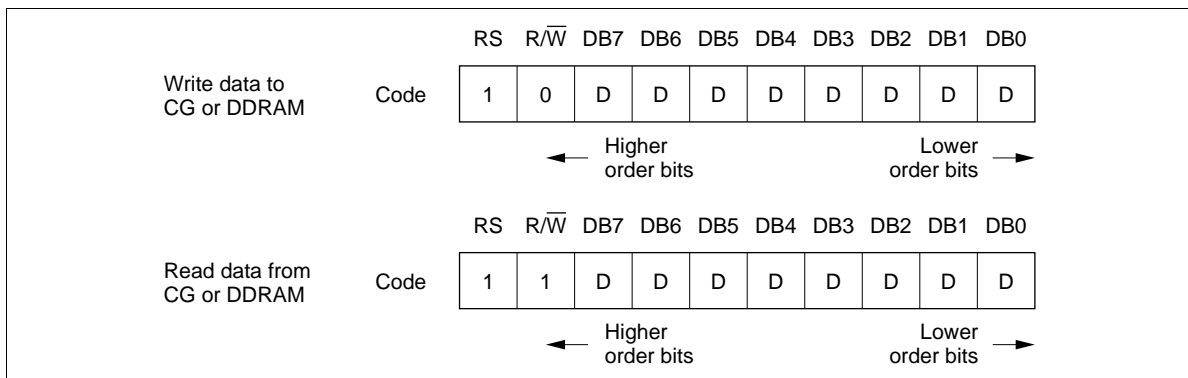 RS R/W̅ DB7 DB6 DB5 DB4 DB3 DB2 DB1 DB0
Write data to
CG or DDRAM
Code 1 0 D D D D D D D D
Higher
order bits
Lower
order bits
RS R/W̅ DB7 DB6 DB5 DB4 DB3 DB2 DB1 DB0
Read data from
CG or DDRAM
Code 1 1 D D D D D D D D
Higher
order bits
Lower
order bits